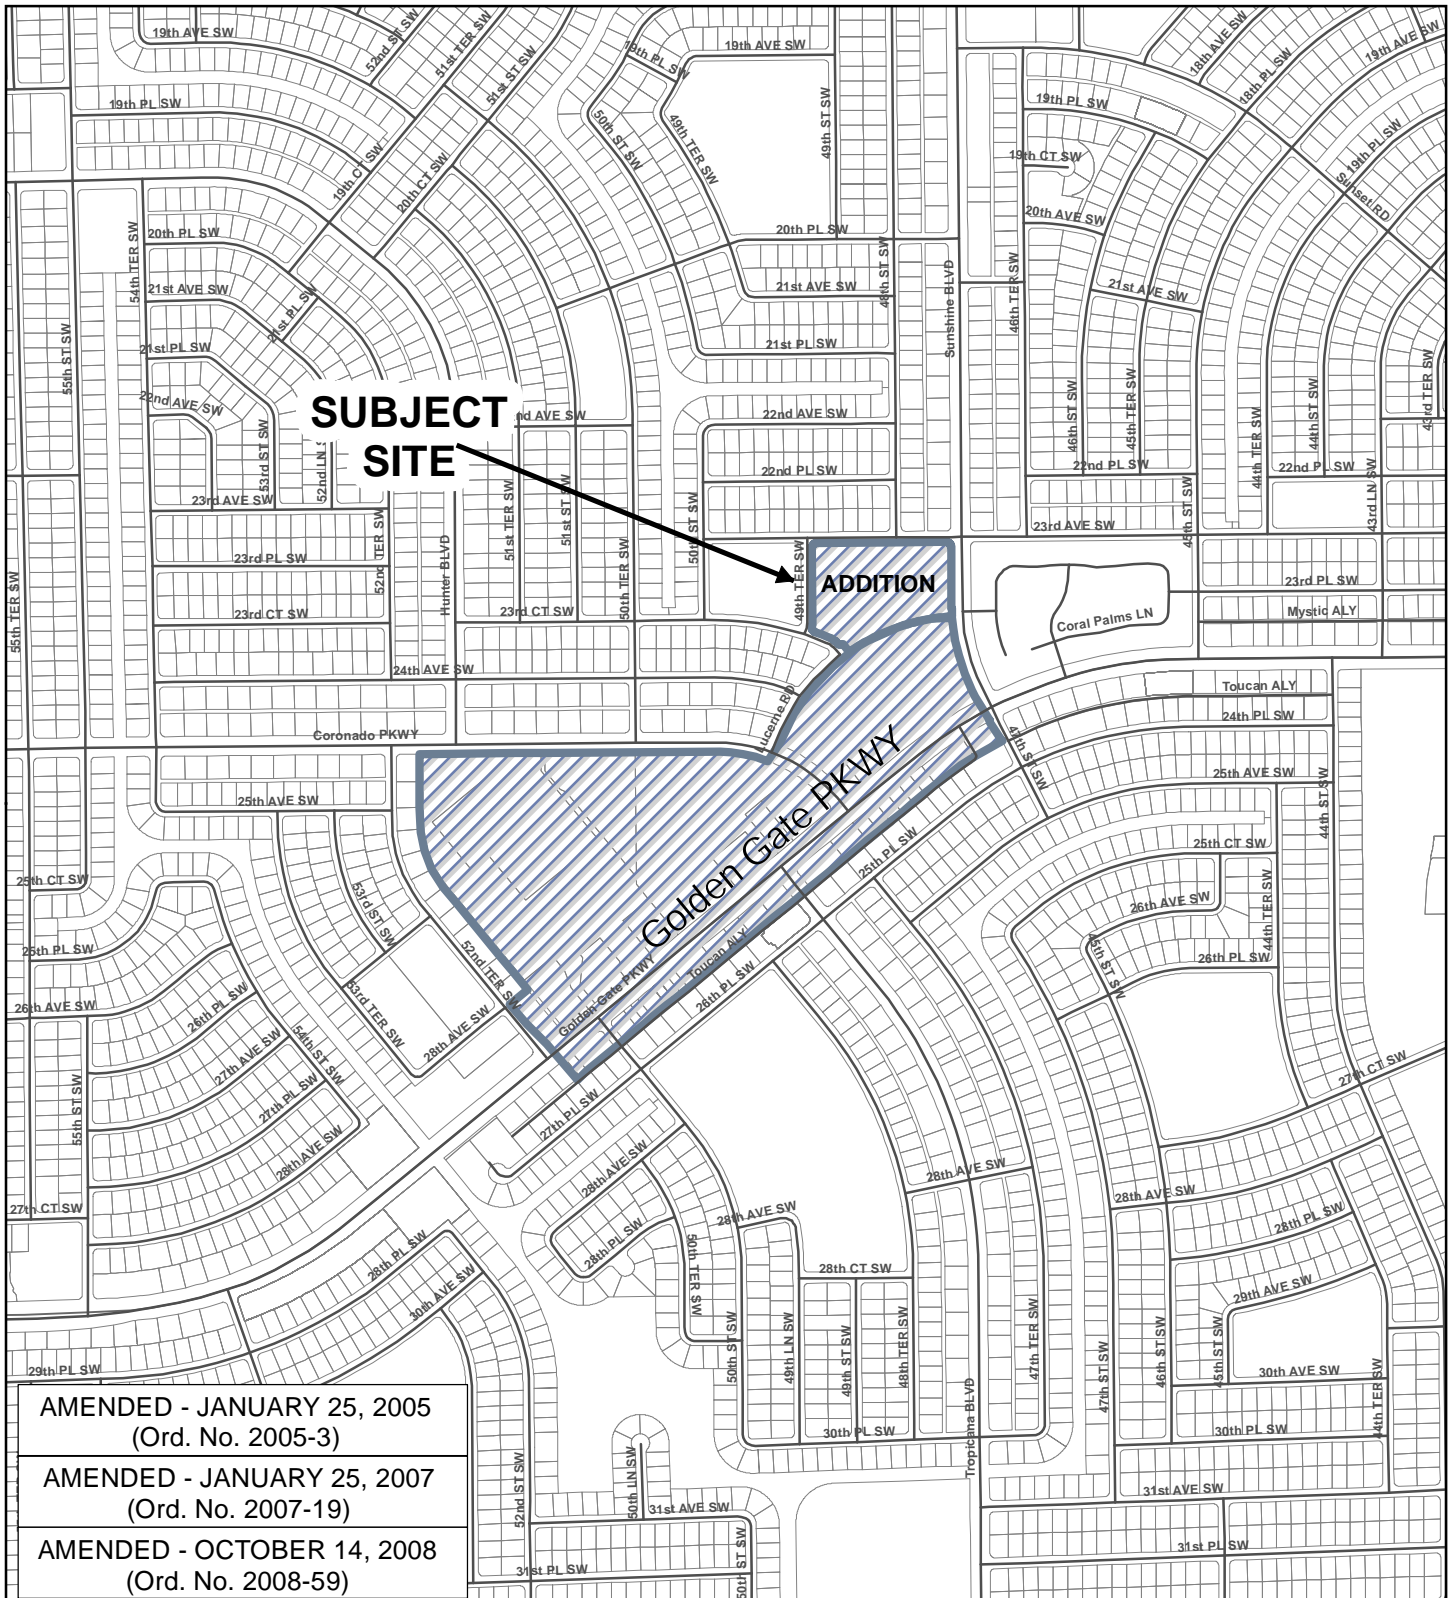 19th AVE SW
52nd ST SW
51st TER SW
51st ST SW
19th PL SW
19th AVE SW
18th AVE SW
18th PL SW
19th AVE SW
19th PL SW
50th ST SW
49th TER SW
49th ST SW
19th PL SW
19th CT SW
19th PL SW
Sunset RD
19th CT SW
20th CT SW
20th AVE SW
54th TER SW
20th PL SW
20th PL SW
48th ST SW
Sunshine BLVD
46th TER SW
21st AVE SW
21st PL SW
21st AVE SW
21st AVE SW
55th ST SW
21st PL SW
21st PL SW
22nd AVE SW
SUBJECT
SITE
nd AVE SW
22nd AVE SW
46th ST SW
45th TER SW
44th TER SW
44th ST SW
43rd TER SW
53rd ST SW
52nd LN S
22nd PL SW
22nd PL SW
22nd PL SW
23rd AVE SW
52nd TER SW
Hunter BLVD
51st TER SW
51st ST SW
50th TER SW
50th ST SW
23rd AVE SW
45th ST SW
43rd LN SW
55th TER SW
23rd PL SW
49th TER SW
ADDITION
23rd PL SW
23rd CT SW
23rd CT SW
Coral Palms LN
Mystic ALY
24th AVE SW
Lucerne RD
Toucan ALY
24th PL SW
Coronado PKWY
47th ST SW
25th AVE SW
25th AVE SW
44th ST SW
Golden Gate PKWY
25th PL SW
25th CT SW
25th CT SW
53rd ST SW
26th AVE SW
44th TER SW
25th PL SW
52nd TER SW
Toucan ALY
45th ST SW
26th PL SW
26th AVE SW
26th PL SW
53rd TER SW
28th AVE SW
Golden Gate PKWY
26th PL SW
54th ST SW
27th AVE SW
27th PL SW
27th PL SW
27th CT SW
55th ST SW
28th AVE SW
28th AVE SW
28th AVE SW
28th AVE SW
27th CT SW
28th AVE SW
28th PL SW
28th PL SW
28th PL SW
50th TER SW
28th CT SW
30th AVE SW
29th AVE SW
50th ST SW
49th LN SW
49th ST SW
48th TER SW
47th TER SW
47th ST SW
46th ST SW
45th ST SW
44th TER SW
29th PL SW
30th AVE SW
30th PL SW
30th PL SW
Tropicana BLVD
52nd ST SW
50th LN SW
31st AVE SW
31st AVE SW
31st PL SW
31st PL SW
50th ST SW
AMENDED - JANUARY 25, 2005
(Ord. No. 2005-3)
AMENDED - JANUARY 25, 2007
(Ord. No. 2007-19)
AMENDED - OCTOBER 14, 2008
(Ord. No. 2008-59)